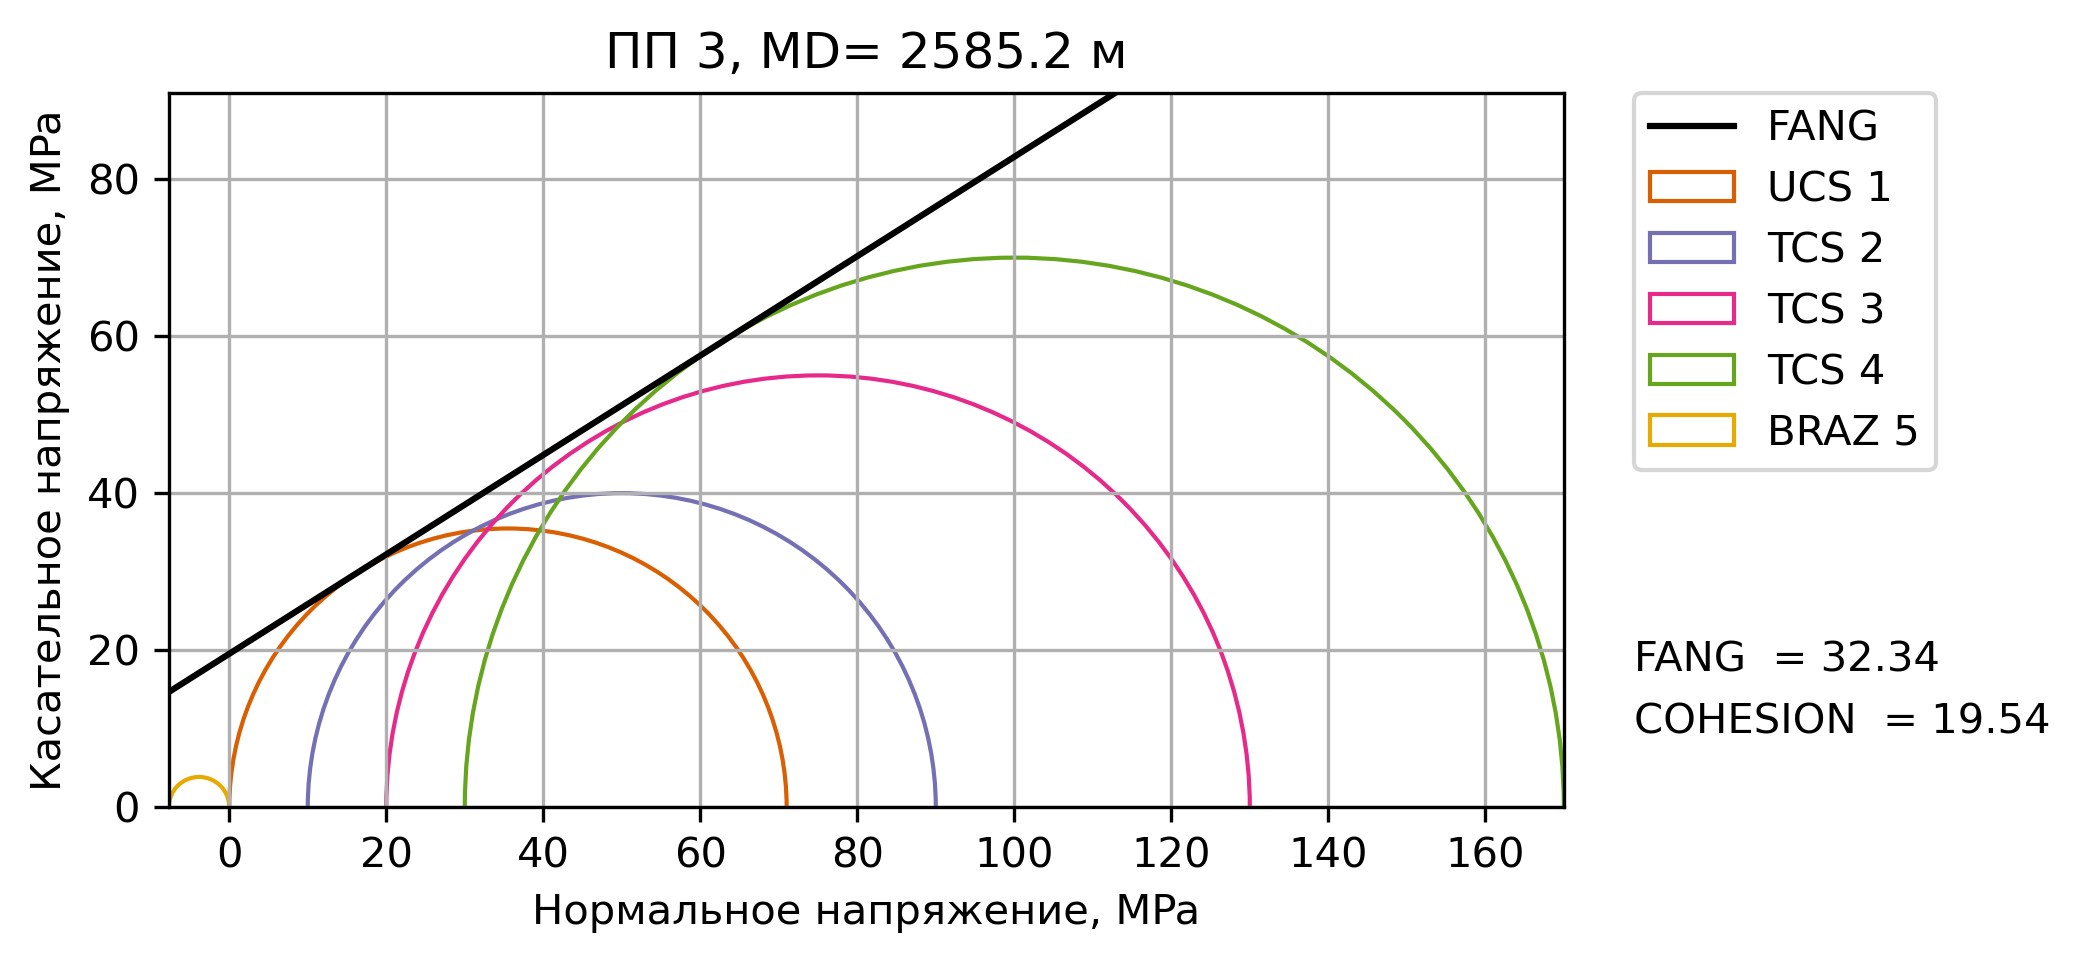 ПП 3, MD= 2585.2 м
Касательное напряжение, MPa
80
60
40
20
0
0 20 40 60 80 100 120 140 160
Нормальное напряжение, MPa
FANG
UCS 1
TCS 2
TCS 3
TCS 4
BRAZ 5
FANG = 32.34
COHESION = 19.54